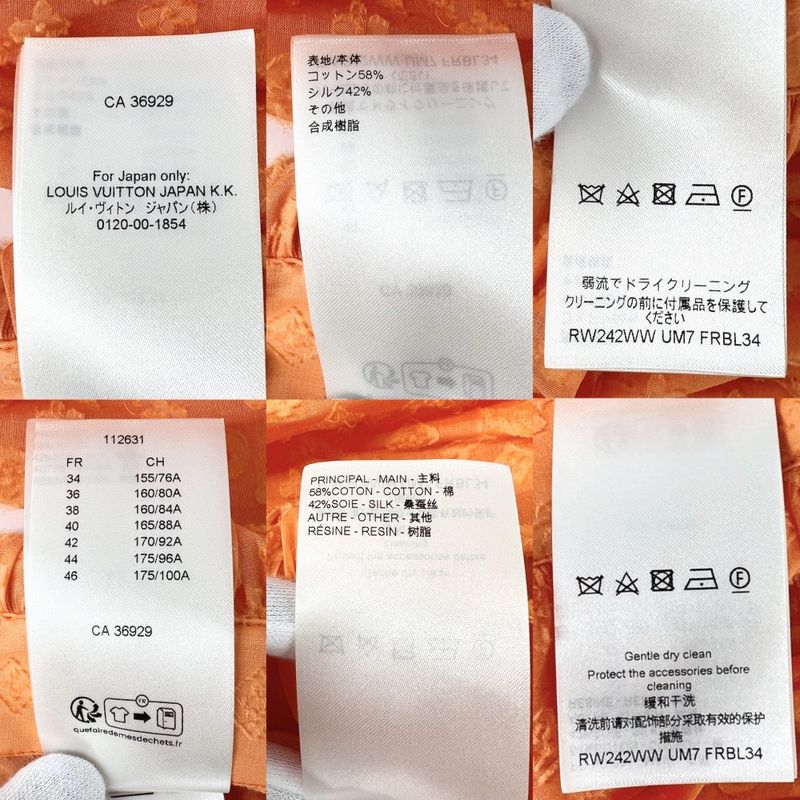 CA 36929
For Japan only:
LOUIS VUITTON JAPAN K.K.
ルイ・ヴィトン ジャパン(株)
0120-00-1854
表地/本体
コットン58%
シルク42%
その他
合成樹脂
F
弱流でドライクリーニング
クリーニングの前に付属品を保護して
ください
RW242WW UM7 FRBL34
112631
FR CH
34 155/76A
36 160/80A
38 160/84A
40 165/88A
42 170/92A
44 175/96A
46 175/100A
CA 36929
FR
quefairedemesdechets.fr
PRINCIPAL - MAIN - 主料
58%COTON - COTTON - 棉
42%SOIE - SILK - 桑蚕丝
AUTRE - OTHER - 其他
RÉSINE - RESIN - 树脂
F
Gentle dry clean
Protect the accessories before
cleaning
缓和干洗
清洗前请对配饰部分采取有效的保护
措施
RW242WW UM7 FRBL34